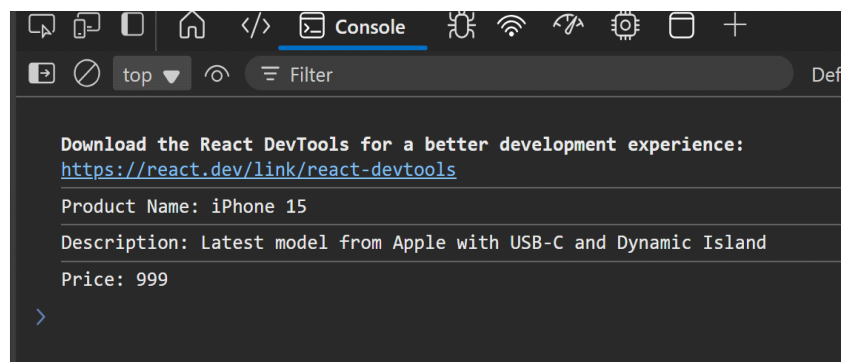 Console
top
Filter
Def
Download the React DevTools for a better development experience:
https://react.dev/link/react-devtools
Product Name: iPhone 15
Description: Latest model from Apple with USB-C and Dynamic Island
Price: 999